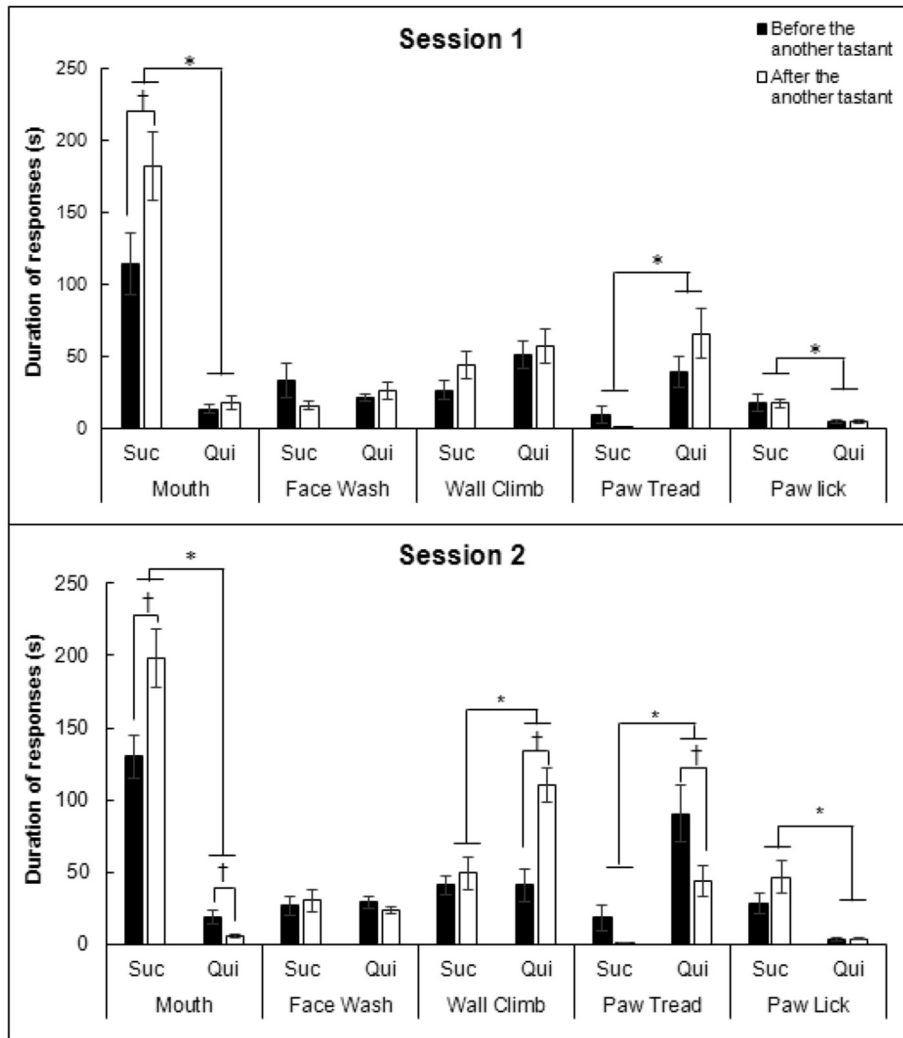 Session 1
Before the
another tastant
After the
another tastant
Duration of responses (s)
250
200
150
100
50
0
*
†
*
*
Suc Qui Suc Qui Suc Qui Suc Qui Suc Qui
Mouth Face Wash Wall Climb Paw Tread Paw lick
Session 2
Duration of responses (s)
250
200
150
100
50
0
*
†
†
*
†
*
†
*
Suc Qui Suc Qui Suc Qui Suc Qui Suc Qui
Mouth Face Wash Wall Climb Paw Tread Paw Lick